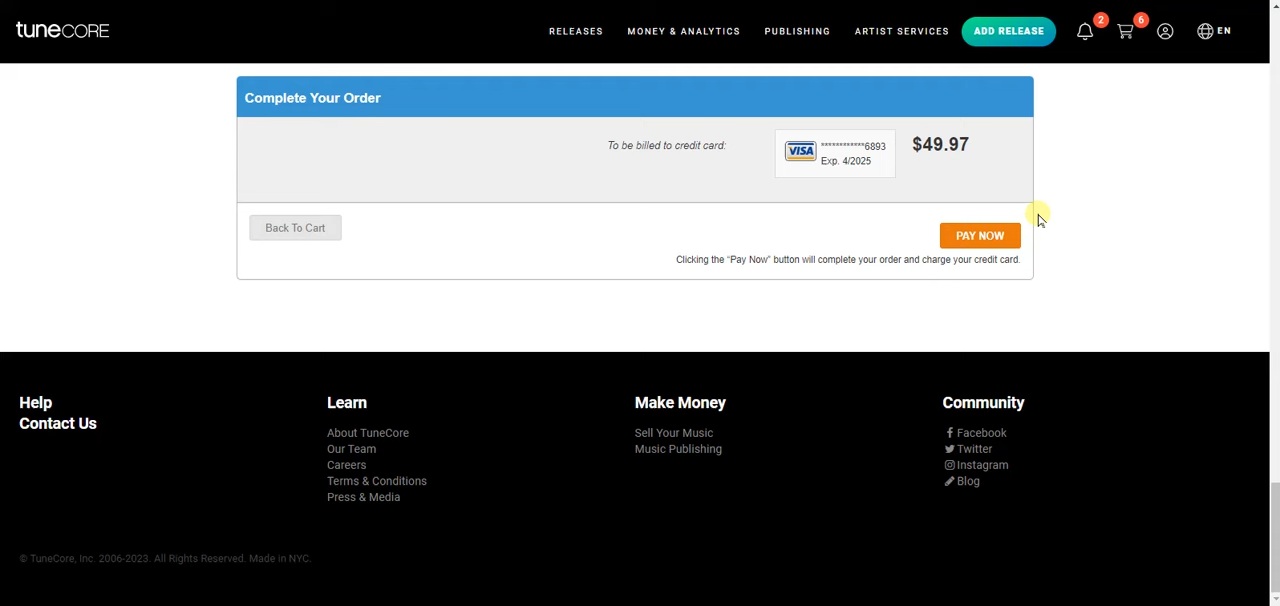 tuneCORE
RELEASES
MONEY & ANALYTICS
PUBLISHING
ARTIST SERVICES
ADD RELEASE
2
6
EN
Complete Your Order
To be billed to credit card:
VISA
************6893
Exp. 4/2025
$49.97
Back To Cart
PAY NOW
Clicking the “Pay Now” button will complete your order and charge your credit card.
Help
Contact Us
Learn
About TuneCore
Our Team
Careers
Terms & Conditions
Press & Media
Make Money
Sell Your Music
Music Publishing
Community
Facebook
Twitter
Instagram
Blog
© TuneCore, Inc. 2006-2023. All Rights Reserved. Made in NYC.